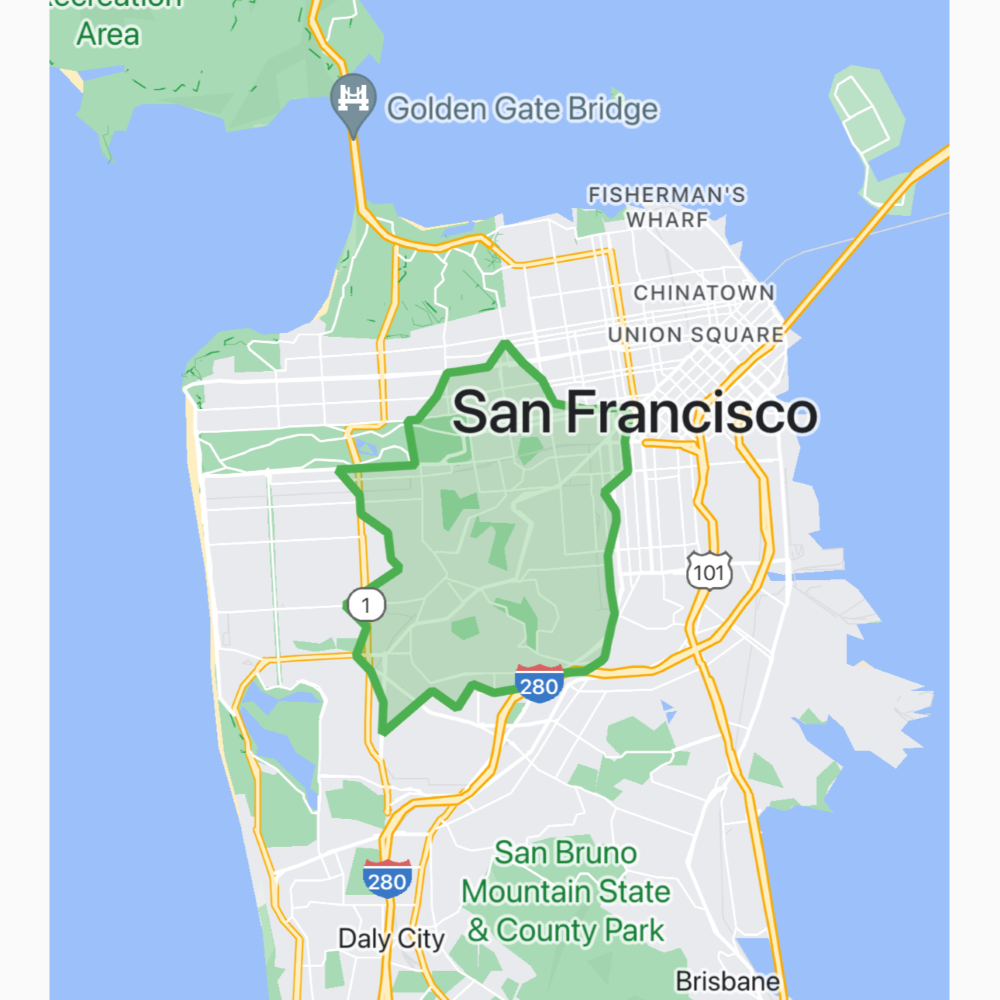 Area
Golden Gate Bridge
FISHERMAN'S
WHARF
CHINATOWN
UNION SQUARE
San Francisco
101
1
280
San Bruno
Mountain State
& County Park
280
Daly City
Brisbane